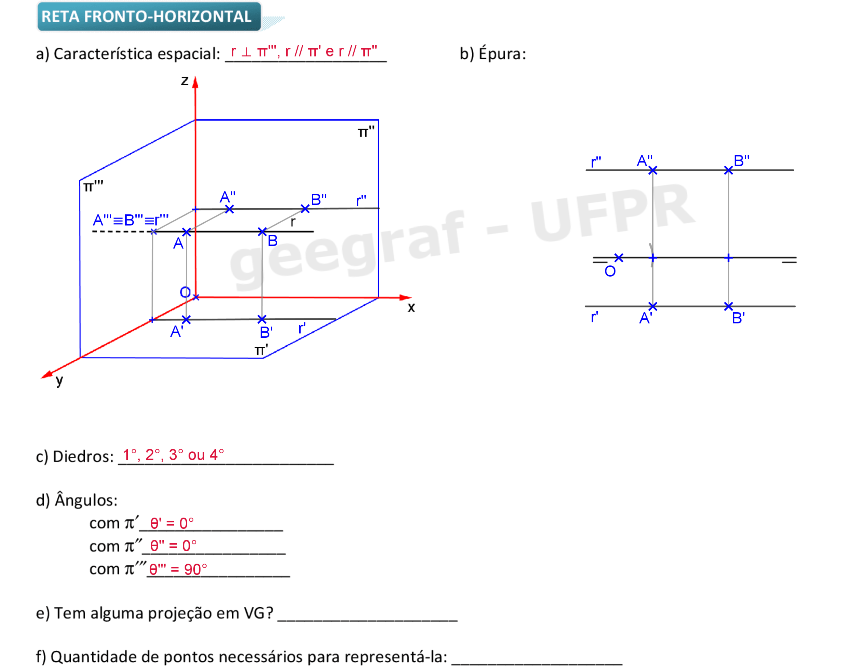 RETA FRONTO-HORIZONTAL
a) Característica espacial: r ⊥ π''', r // π' e r // π''
b) Épura:
z
π''
π'''
A''
B''
r''
A'''≡B'''≡r'''
r
A
B
O
x
A'
B'
r'
π'
y
r''
A''
B''
O
r'
A'
B'
geegraf - UFPR
c) Diedros: 1°, 2°, 3° ou 4°
d) Ângulos:
com π′ θ' = 0°
com π″ θ'' = 0°
com π‴ θ''' = 90°
e) Tem alguma projeção em VG? ____________________
f) Quantidade de pontos necessários para representá-la: ___________________